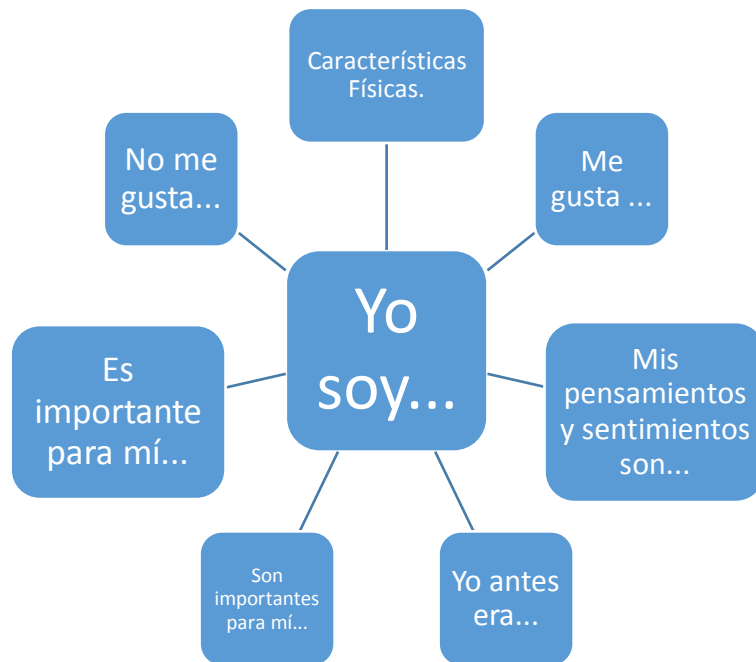 Características
Físicas.
No me
gusta...
Me
gusta ...
Yo
soy...
Es
importante
para mí...
Mis
pensamientos
y sentimientos
son...
Son
importantes
para mí...
Yo antes
era...